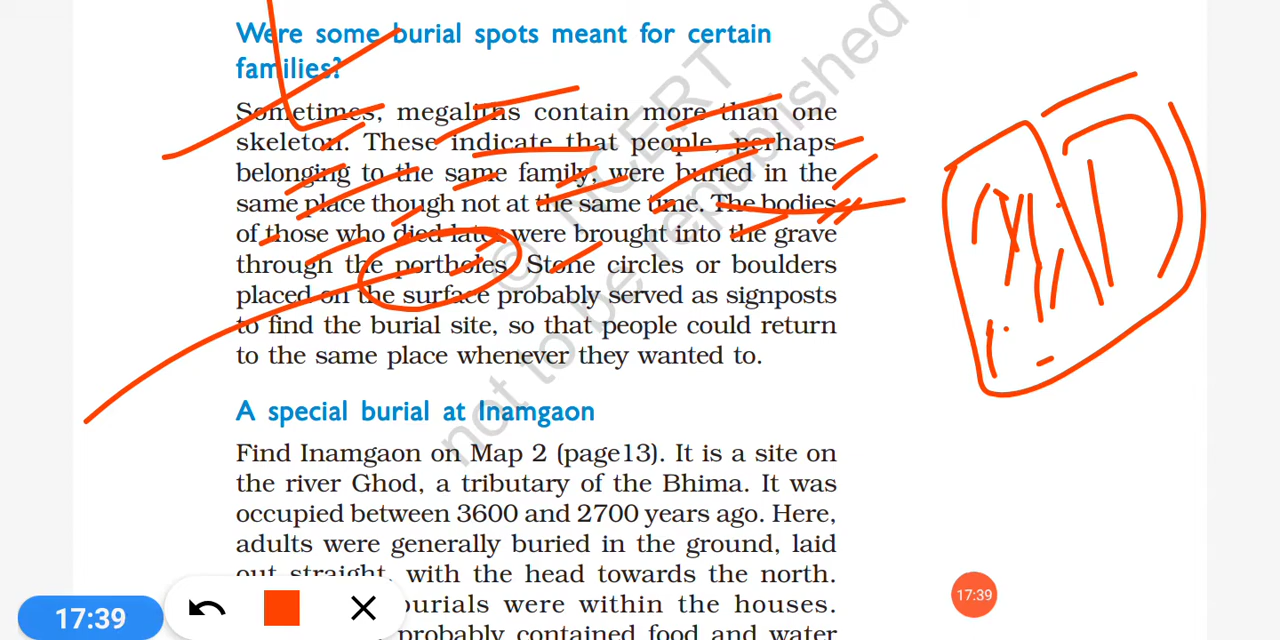 Were some burial spots meant for certain
families?
Sometimes, megaliths contain more than one
skeleton. These indicate that people, perhaps
belonging to the same family, were buried in the
same place though not at the same time. The bodies
of those who died later were brought into the grave
through the portholes. Stone circles or boulders
placed on the surface probably served as signposts
to find the burial site, so that people could return
to the same place whenever they wanted to.
© NCERT
not to be republished
A special burial at Inamgaon
Find Inamgaon on Map 2 (page13). It is a site on
the river Ghod, a tributary of the Bhima. It was
occupied between 3600 and 2700 years ago. Here,
adults were generally buried in the ground, laid
out straight, with the head towards the north.
burials were within the houses.
probably contained food and water
17:39
17:39